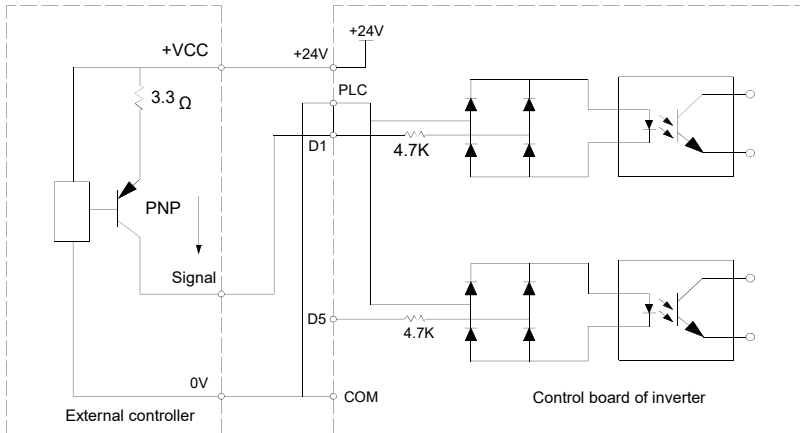 +24V
+VCC
+24V
PLC
3.3 Ω
D1
4.7K
PNP
Signal
D5
4.7K
0V
COM
External controller
Control board of inverter